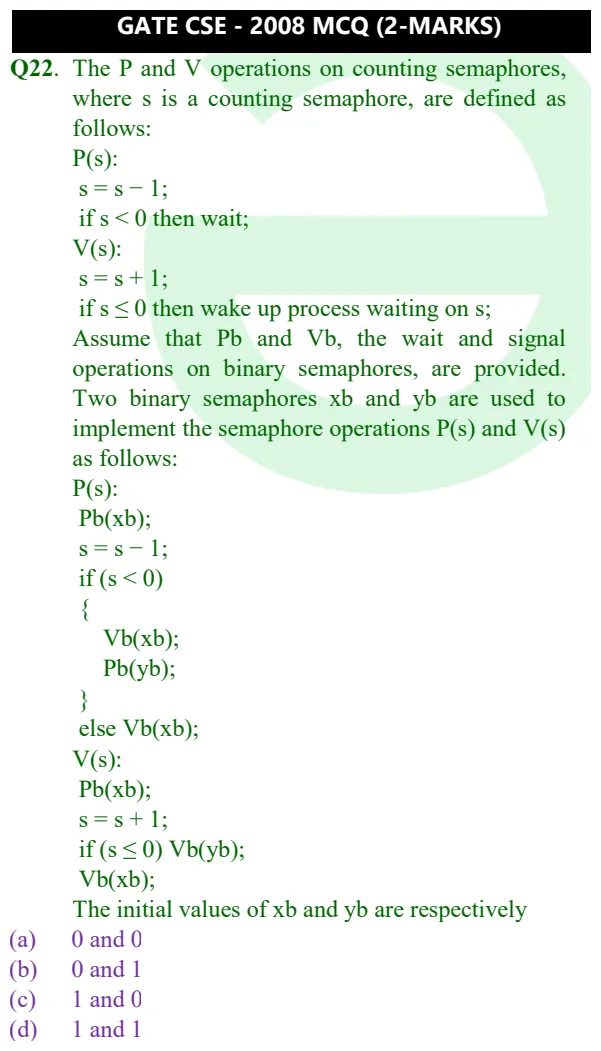 GATE CSE - 2008 MCQ (2-MARKS)
Q22. The P and V operations on counting semaphores,
where s is a counting semaphore, are defined as
follows:
P(s):
s = s − 1;
if s < 0 then wait;
V(s):
s = s + 1;
if s ≤ 0 then wake up process waiting on s;
Assume that Pb and Vb, the wait and signal
operations on binary semaphores, are provided.
Two binary semaphores xb and yb are used to
implement the semaphore operations P(s) and V(s)
as follows:
P(s):
Pb(xb);
s = s − 1;
if (s < 0)
{
Vb(xb);
Pb(yb);
}
else Vb(xb);
V(s):
Pb(xb);
s = s + 1;
if (s ≤ 0) Vb(yb);
Vb(xb);
The initial values of xb and yb are respectively
(a) 0 and 0
(b) 0 and 1
(c) 1 and 0
(d) 1 and 1